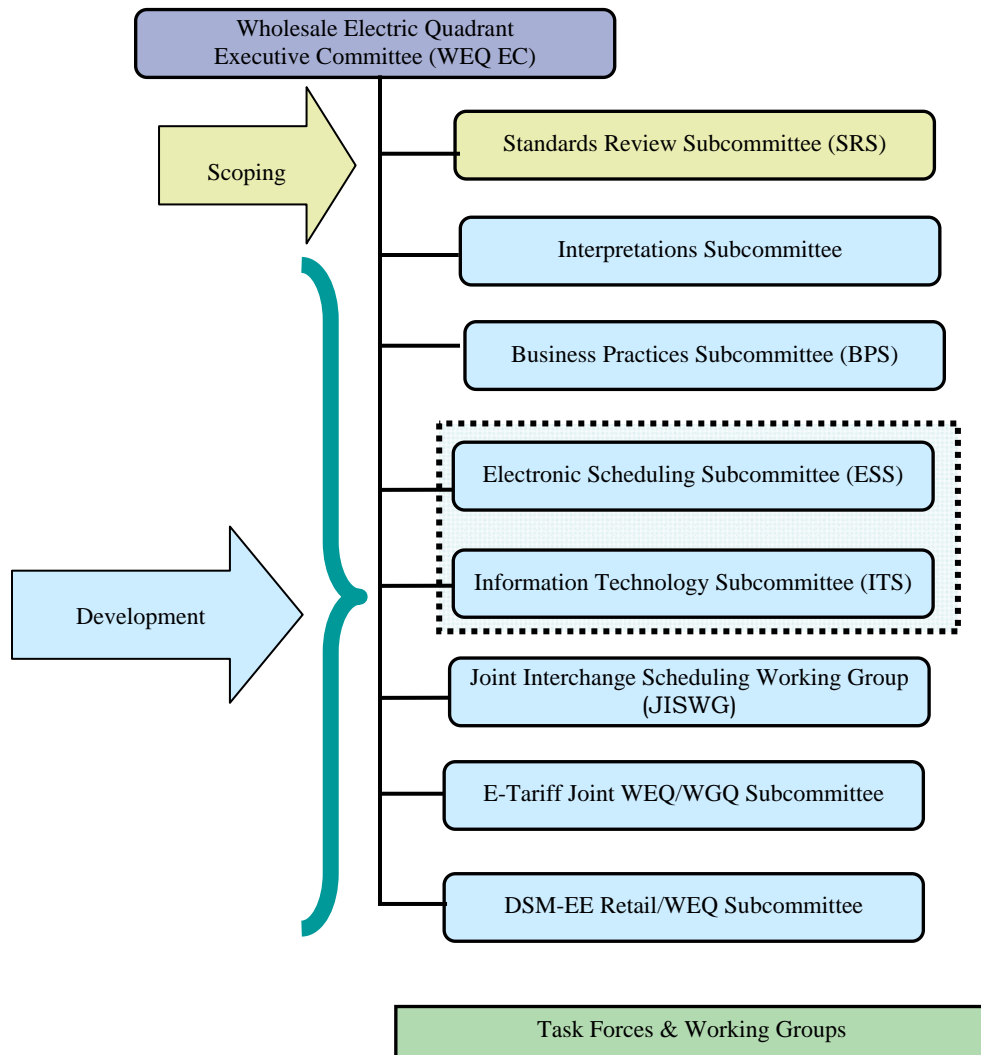 Wholesale Electric Quadrant
Executive Committee (WEQ EC)
Scoping
Standards Review Subcommittee (SRS)
Interpretations Subcommittee
Business Practices Subcommittee (BPS)
Electronic Scheduling Subcommittee (ESS)
Information Technology Subcommittee (ITS)
Development
Joint Interchange Scheduling Working Group
(JISWG)
E-Tariff Joint WEQ/WGQ Subcommittee
DSM-EE Retail/WEQ Subcommittee
Task Forces & Working Groups